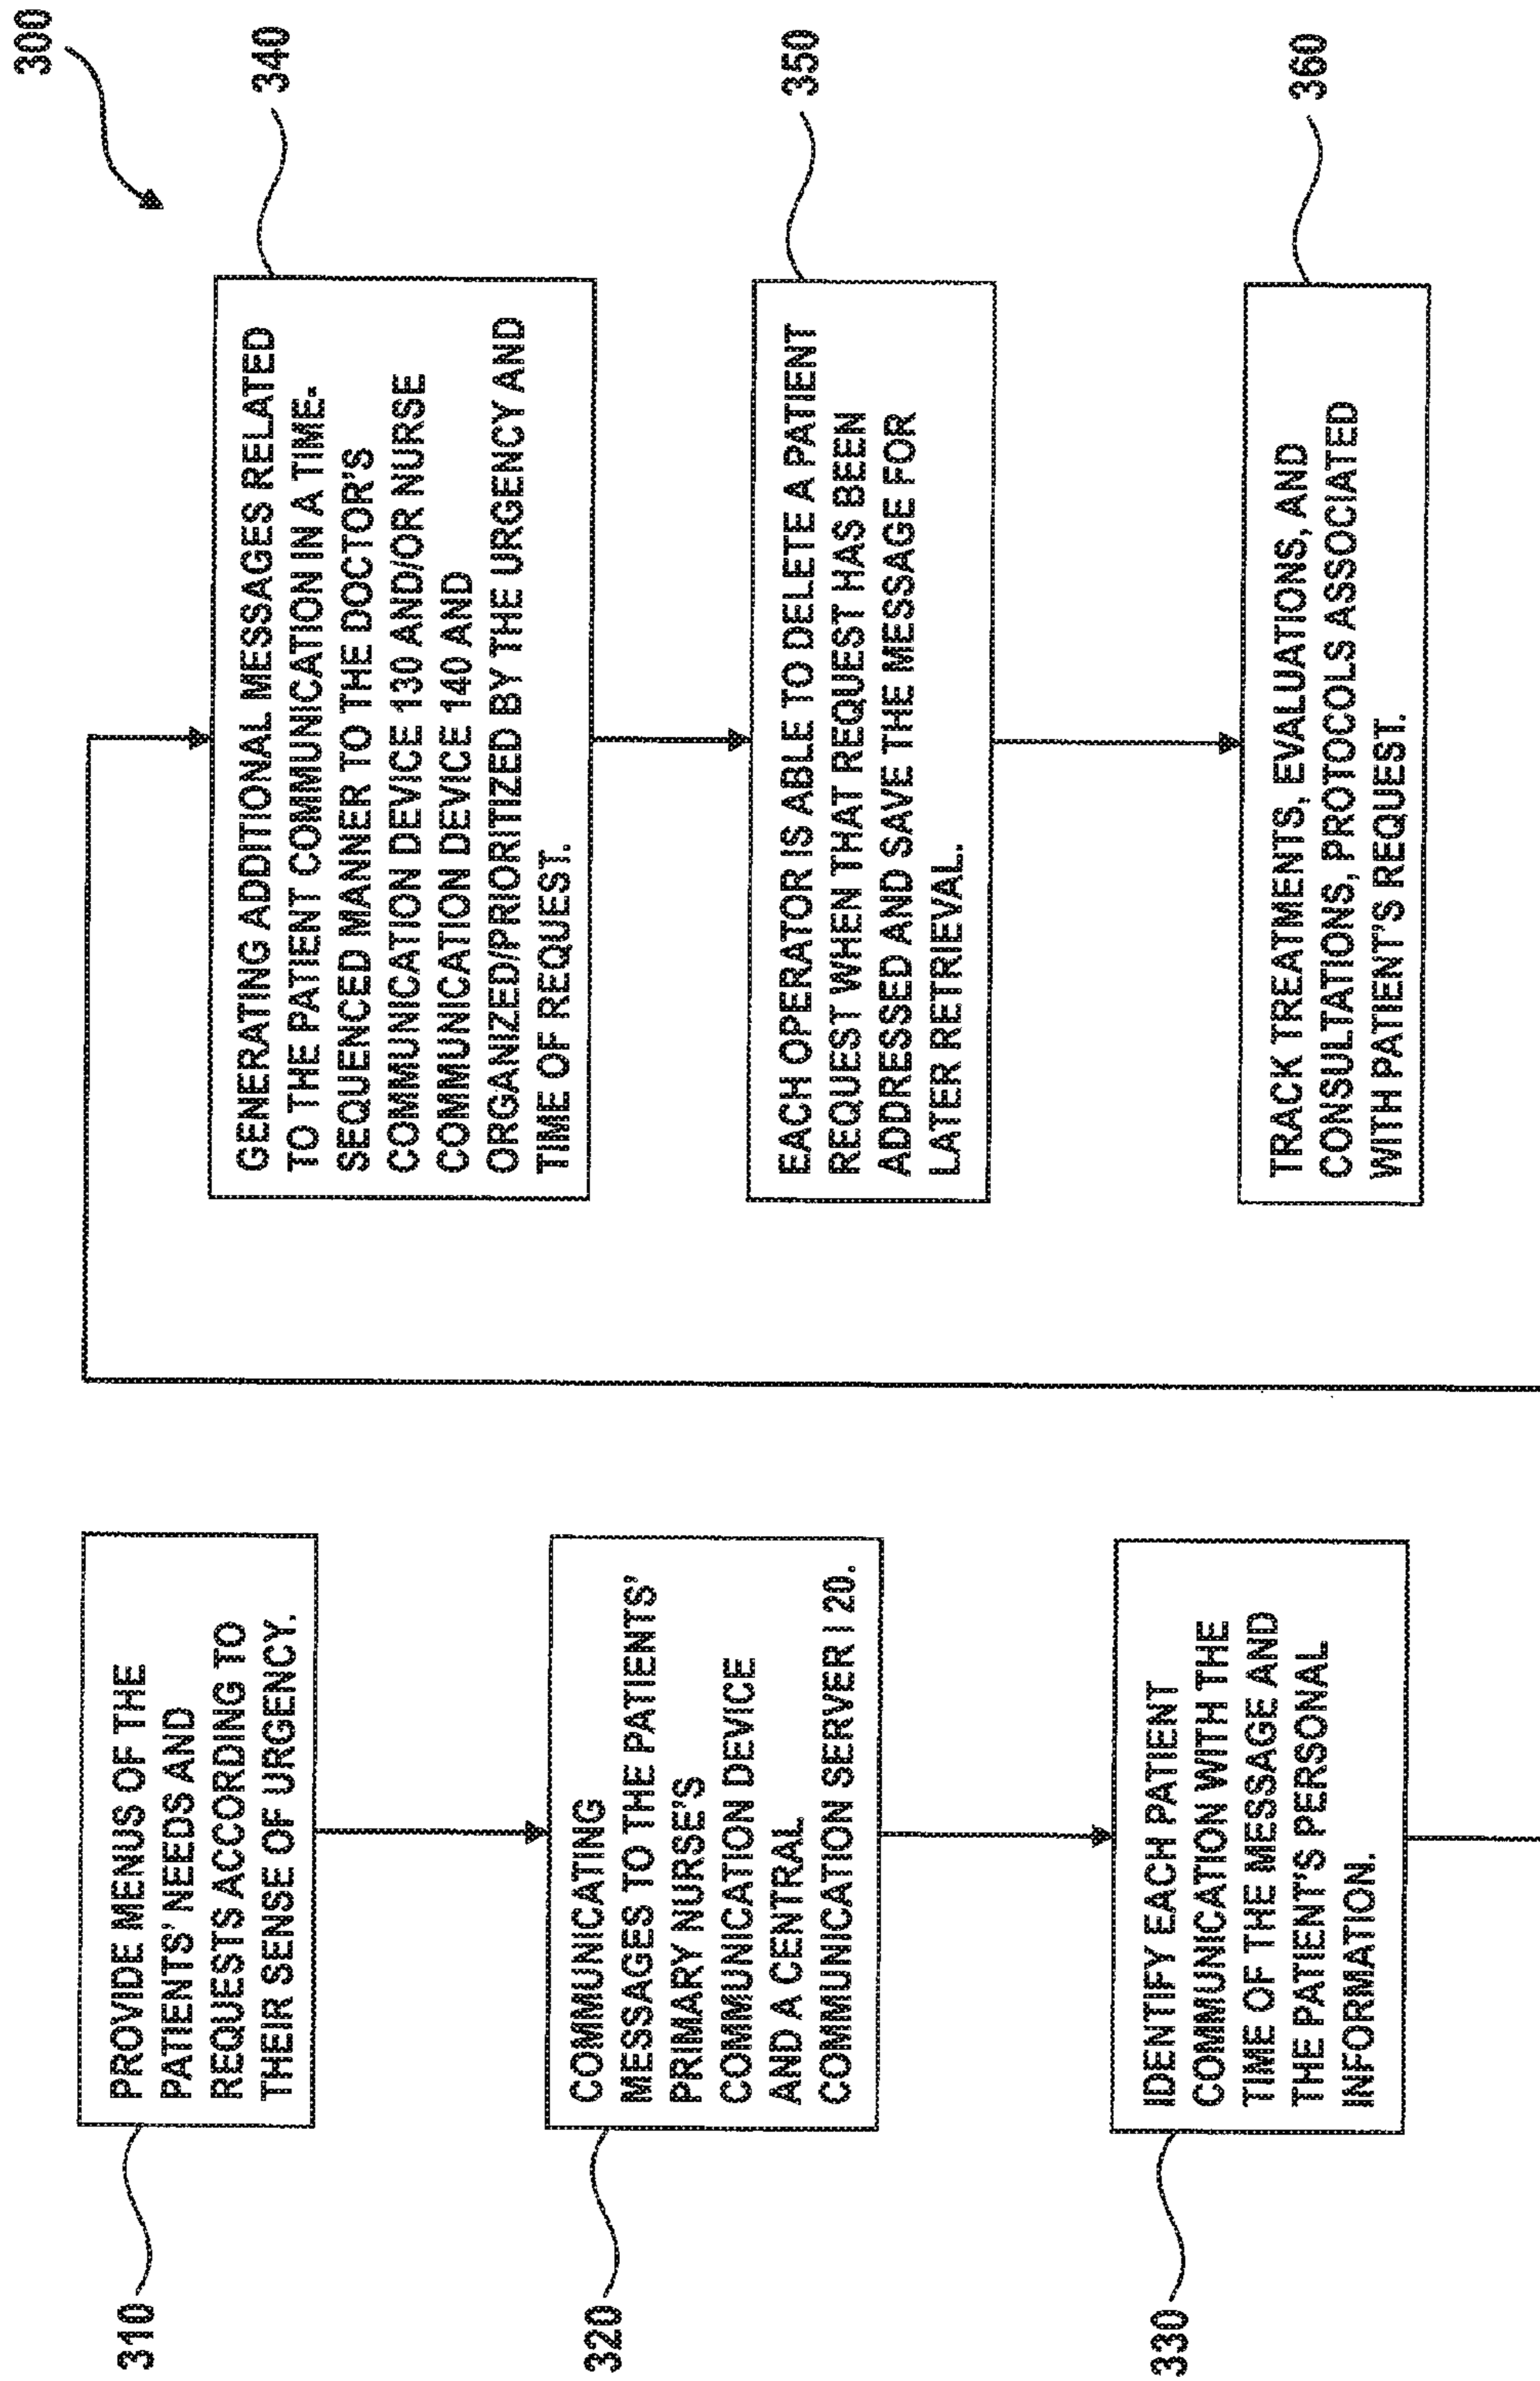 300
310
PROVIDE MENUS OF THE
PATIENTS' NEEDS AND
REQUESTS ACCORDING TO
THEIR SENSE OF URGENCY.
320
COMMUNICATING
MESSAGES TO THE PATIENTS'
PRIMARY NURSE'S
COMMUNICATION DEVICE
AND A CENTRAL
COMMUNICATION SERVER I 20.
330
IDENTIFY EACH PATIENT
COMMUNICATION WITH THE
TIME OF THE MESSAGE AND
THE PATIENT'S PERSONAL
INFORMATION.
340
GENERATING ADDITIONAL MESSAGES RELATED
TO THE PATIENT COMMUNICATION IN A TIME-
SEQUENCED MANNER TO THE DOCTOR'S
COMMUNICATION DEVICE 130 AND/OR NURSE
COMMUNICATION DEVICE 140 AND
ORGANIZED/PRIORITIZED BY THE URGENCY AND
TIME OF REQUEST.
350
EACH OPERATOR IS ABLE TO DELETE A PATIENT
REQUEST WHEN THAT REQUEST HAS BEEN
ADDRESSED AND SAVE THE MESSAGE FOR
LATER RETRIEVAL.
360
TRACK TREATMENTS, EVALUATIONS, AND
CONSULTATIONS, PROTOCOLS ASSOCIATED
WITH PATIENT'S REQUEST.